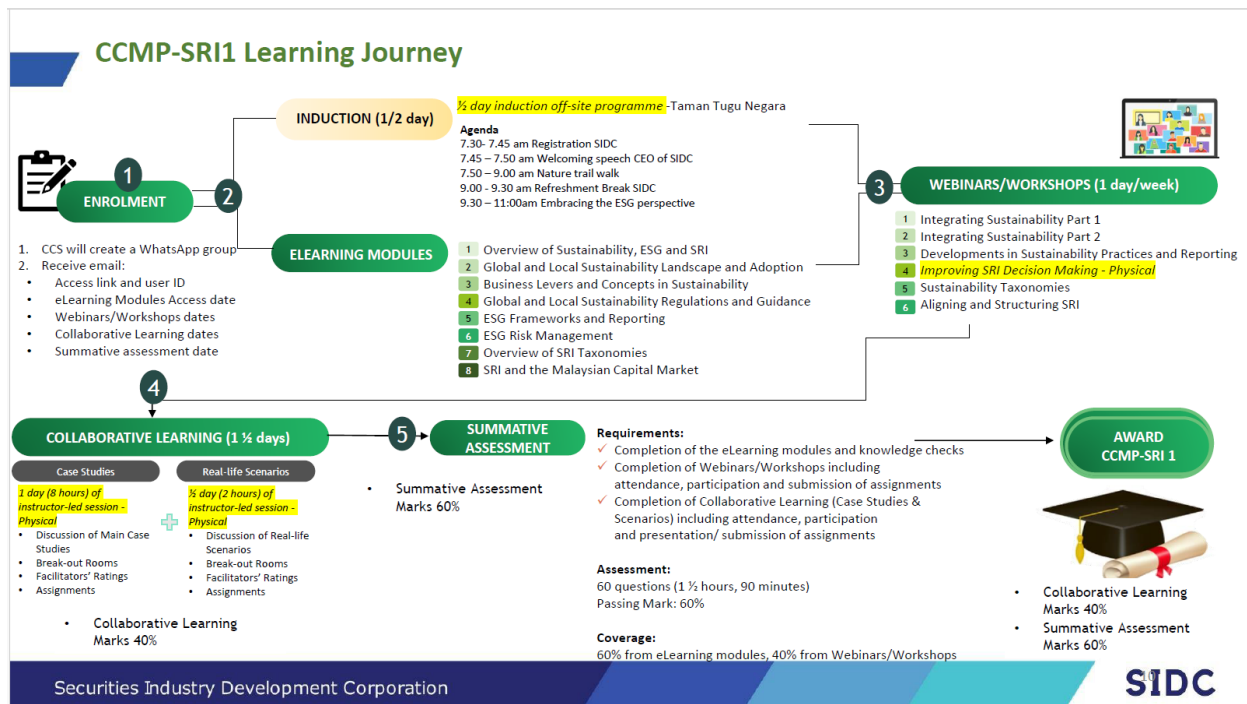 CCMP-SRI1 Learning Journey
1
ENROLMENT
1. CCS will create a WhatsApp group
2. Receive email:
• Access link and user ID
• eLearning Modules Access date
• Webinars/Workshops dates
• Collaborative Learning dates
• Summative assessment date
2
INDUCTION (1/2 day)
½ day induction off-site programme -Taman Tugu Negara
Agenda
7.30- 7.45 am Registration SIDC
7.45 – 7.50 am Welcoming speech CEO of SIDC
7.50 – 9.00 am Nature trail walk
9.00 - 9.30 am Refreshment Break SIDC
9.30 – 11:00am Embracing the ESG perspective
ELEARNING MODULES
1 Overview of Sustainability, ESG and SRI
2 Global and Local Sustainability Landscape and Adoption
3 Business Levers and Concepts in Sustainability
4 Global and Local Sustainability Regulations and Guidance
5 ESG Frameworks and Reporting
6 ESG Risk Management
7 Overview of SRI Taxonomies
8 SRI and the Malaysian Capital Market
3
WEBINARS/WORKSHOPS (1 day/week)
1 Integrating Sustainability Part 1
2 Integrating Sustainability Part 2
3 Developments in Sustainability Practices and Reporting
4 Improving SRI Decision Making - Physical
5 Sustainability Taxonomies
6 Aligning and Structuring SRI
4
COLLABORATIVE LEARNING (1 ½ days)
Case Studies
1 day (8 hours) of
instructor-led session -
Physical
• Discussion of Main Case
Studies
• Break-out Rooms
• Facilitators' Ratings
• Assignments
Real-life Scenarios
½ day (2 hours) of
instructor-led session -
Physical
• Discussion of Real-life
Scenarios
• Break-out Rooms
• Facilitators' Ratings
• Assignments
• Collaborative Learning
Marks 40%
5
SUMMATIVE
ASSESSMENT
• Summative Assessment
Marks 60%
Requirements:
✓ Completion of the eLearning modules and knowledge checks
✓ Completion of Webinars/Workshops including
attendance, participation and submission of assignments
✓ Completion of Collaborative Learning (Case Studies &
Scenarios) including attendance, participation
and presentation/ submission of assignments
Assessment:
60 questions (1 ½ hours, 90 minutes)
Passing Mark: 60%
Coverage:
60% from eLearning modules, 40% from Webinars/Workshops
AWARD
CCMP-SRI 1
• Collaborative Learning
Marks 40%
• Summative Assessment
Marks 60%
Securities Industry Development Corporation
10
SIDC